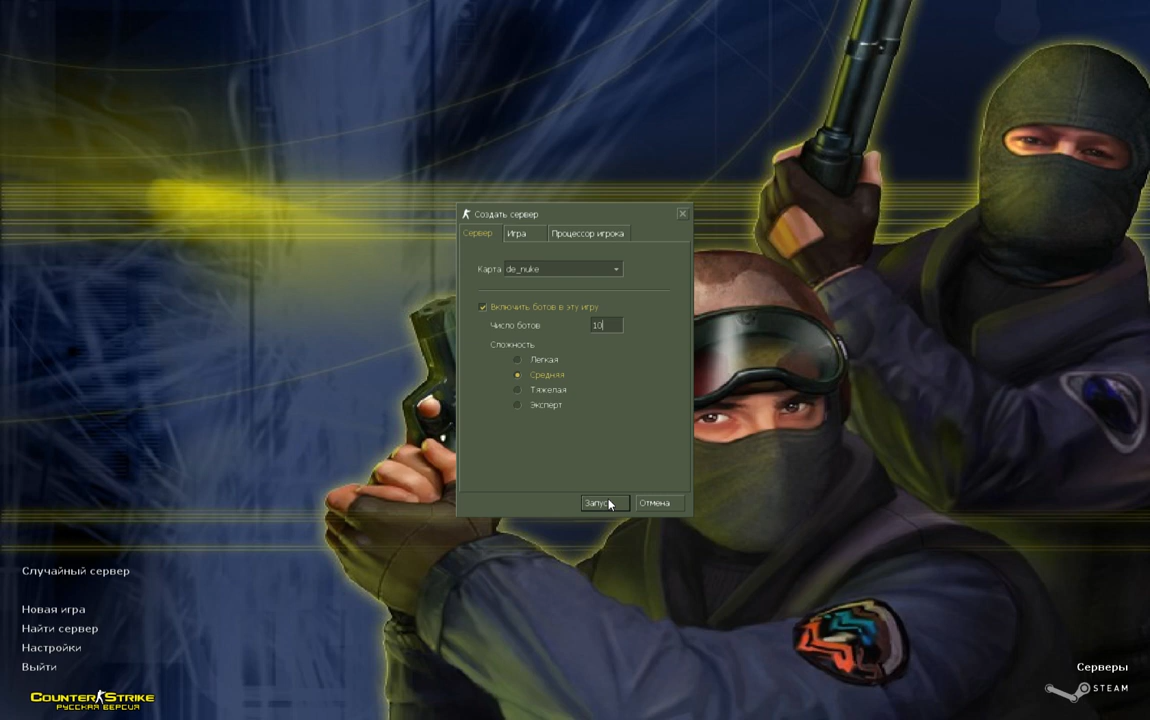 Создать сервер
Сервер Игра Процессор игрока
Карта de_nuke
Включить ботов в эту игру
Число ботов 10
Сложность
Легкая
Средняя
Тяжелая
Эксперт
Отмена
Случайный сервер
Новая игра
Найти сервер
Настройки
Выйти
Серверы
COUNTER STRIKE
РУССКАЯ ВЕРСИЯ
STEAM